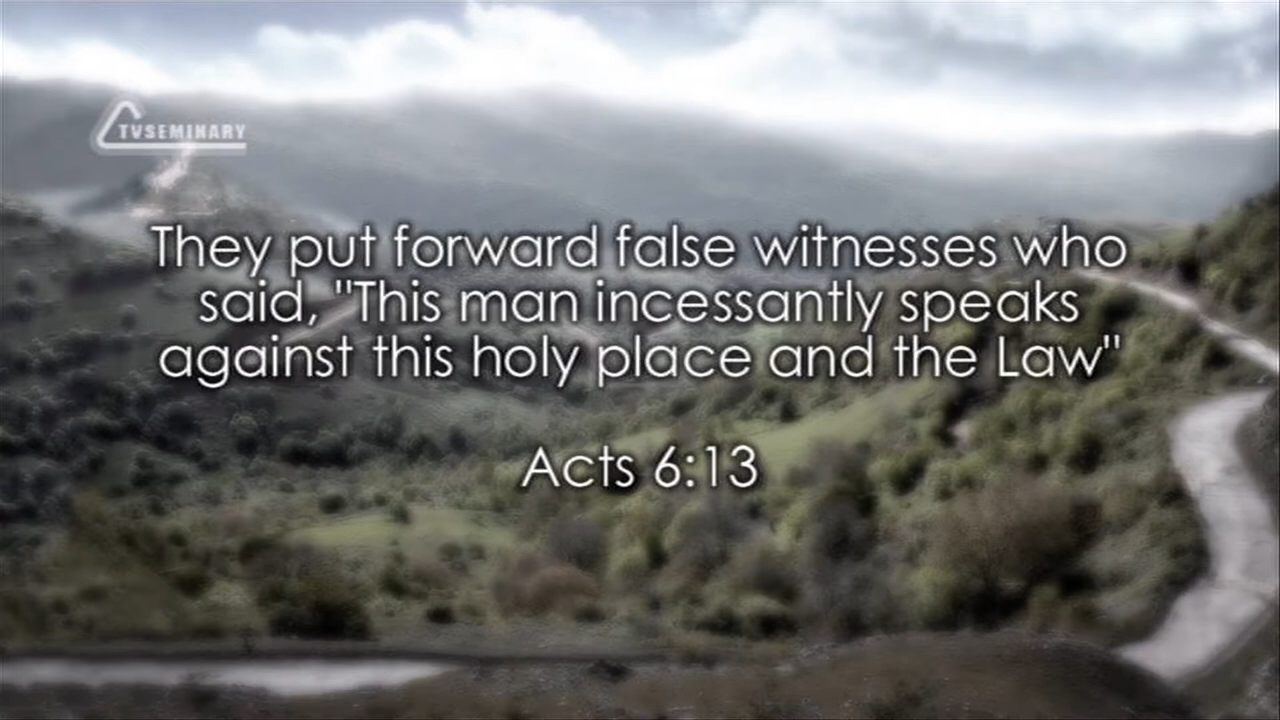 TVSEMINARY
They put forward false witnesses who
said, "This man incessantly speaks
against this holy place and the Law"
Acts 6:13